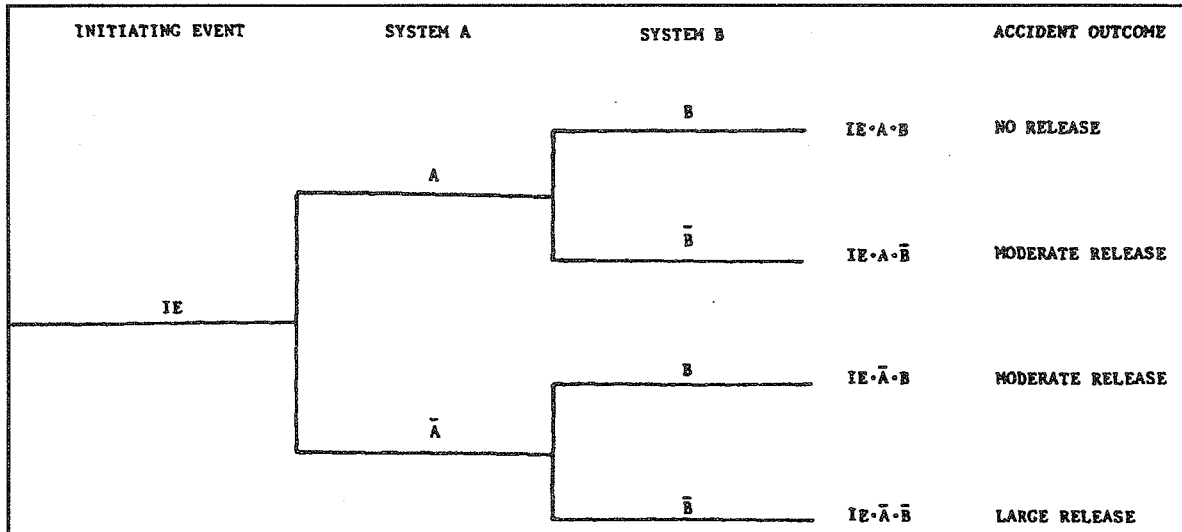 INITIATING EVENT SYSTEM A SYSTEM B ACCIDENT OUTCOME
B IE·A·B NO RELEASE
A
B̄ IE·A·B̄ MODERATE RELEASE
IE
B IE·Ā·B MODERATE RELEASE
Ā
B̄ IE·Ā·B̄ LARGE RELEASE